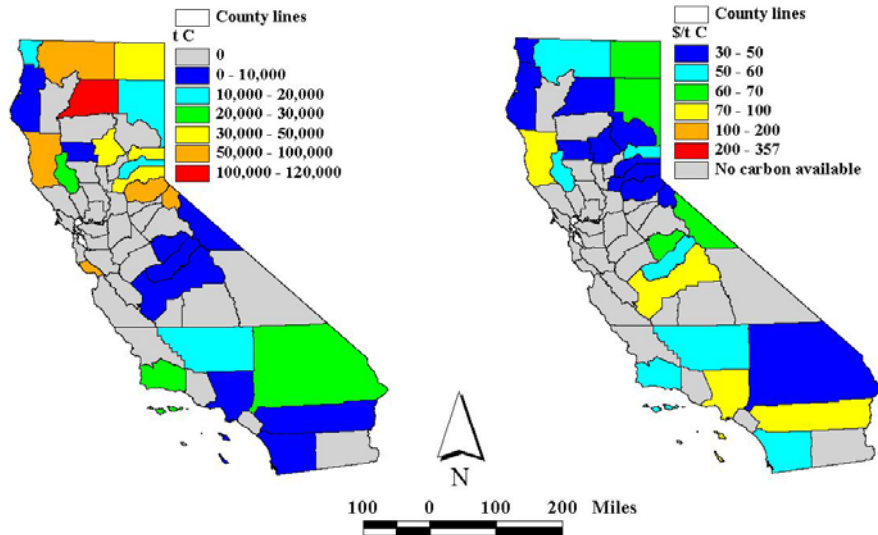 County lines
t C
0
0 - 10,000
10,000 - 20,000
20,000 - 30,000
30,000 - 50,000
50,000 - 100,000
100,000 - 120,000
County lines
$/t C
30 - 50
50 - 60
60 - 70
70 - 100
100 - 200
200 - 357
No carbon available
N
100 0 100 200 Miles